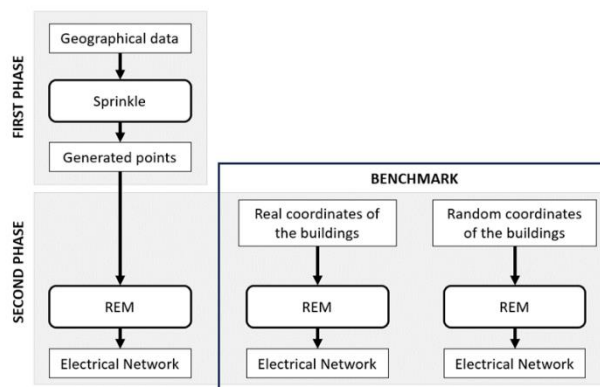 FIRST PHASE
Geographical data
Sprinkle
Generated points
BENCHMARK
SECOND PHASE
Real coordinates of
the buildings
Random coordinates
of the buildings
REM
REM
REM
Electrical Network
Electrical Network
Electrical Network